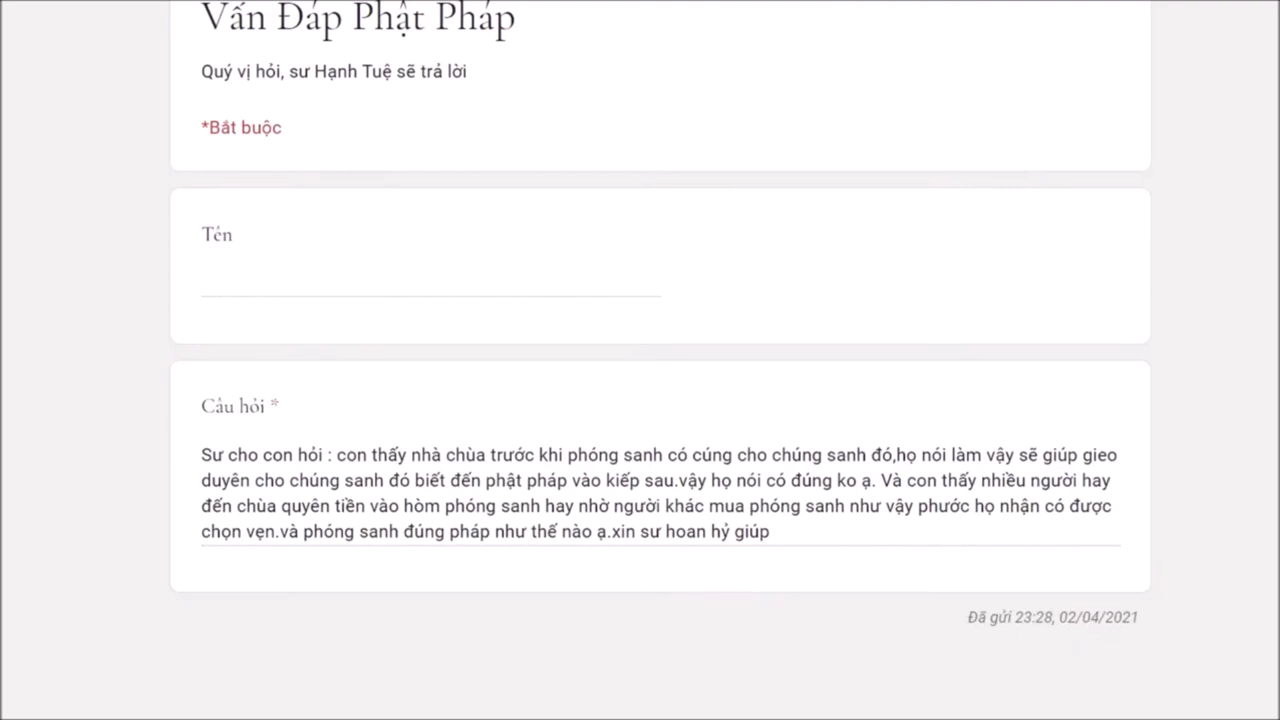 Vấn Đáp Phật Pháp
Quý vị hỏi, sư Hạnh Tuệ sẽ trả lời
*Bắt buộc
Tên
Câu hỏi *
Sư cho con hỏi : con thấy nhà chùa trước khi phóng sanh có cúng cho chúng sanh đó,họ nói làm vậy sẽ giúp gieo
duyên cho chúng sanh đó biết đến phật pháp vào kiếp sau.vậy họ nói có đúng ko ạ. Và con thấy nhiều người hay
đến chùa quyên tiền vào hòm phóng sanh hay nhờ người khác mua phóng sanh như vậy phước họ nhận có được
chọn vẹn.và phóng sanh đúng pháp như thế nào ạ.xin sư hoan hỷ giúp
Đã gửi 23:28, 02/04/2021